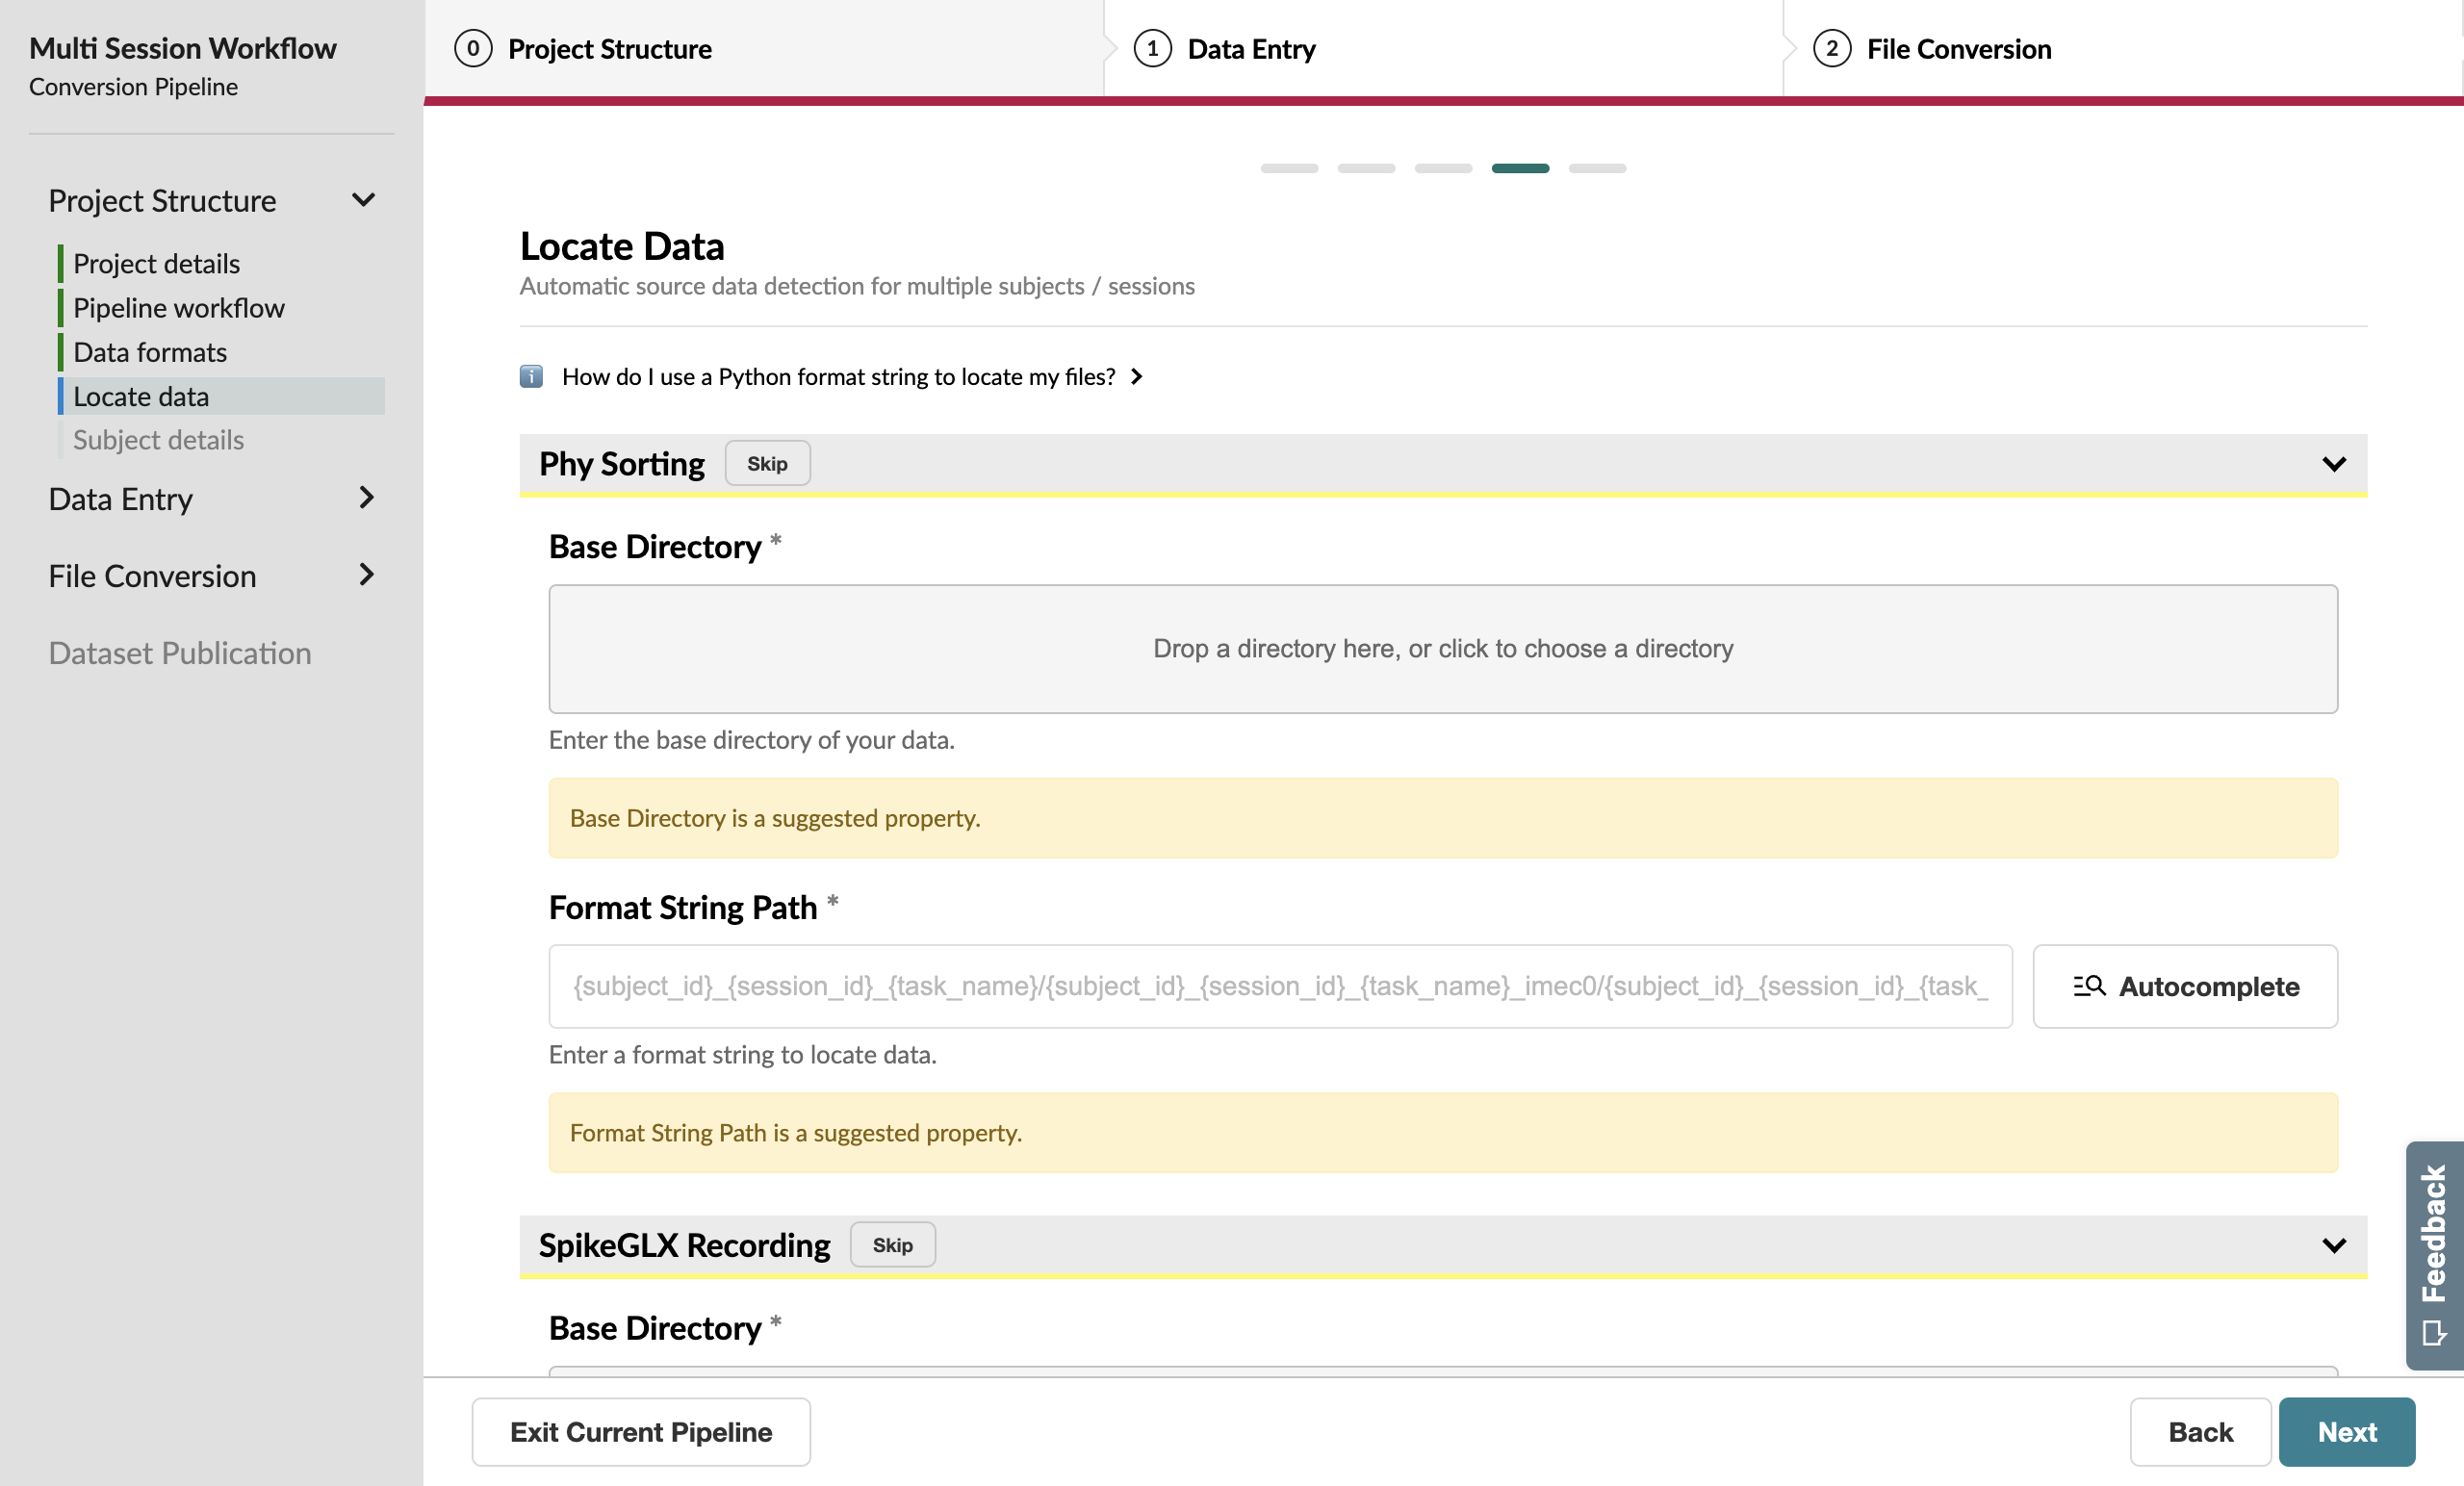 Multi Session Workflow
Conversion Pipeline
Project Structure
Project details
Pipeline workflow
Data formats
Locate data
Subject details
Data Entry
File Conversion
Dataset Publication
0 Project Structure
1 Data Entry
2 File Conversion
Locate Data
Automatic source data detection for multiple subjects / sessions
i How do I use a Python format string to locate my files?
Phy Sorting Skip
Base Directory *
Drop a directory here, or click to choose a directory
Enter the base directory of your data.
Base Directory is a suggested property.
Format String Path *
{subject_id}_{session_id}_{task_name}/{subject_id}_{session_id}_{task_name}_imec0/{subject_id}_{session_id}_{task_
Autocomplete
Enter a format string to locate data.
Format String Path is a suggested property.
SpikeGLX Recording Skip
Base Directory *
Feedback
Exit Current Pipeline
Back
Next